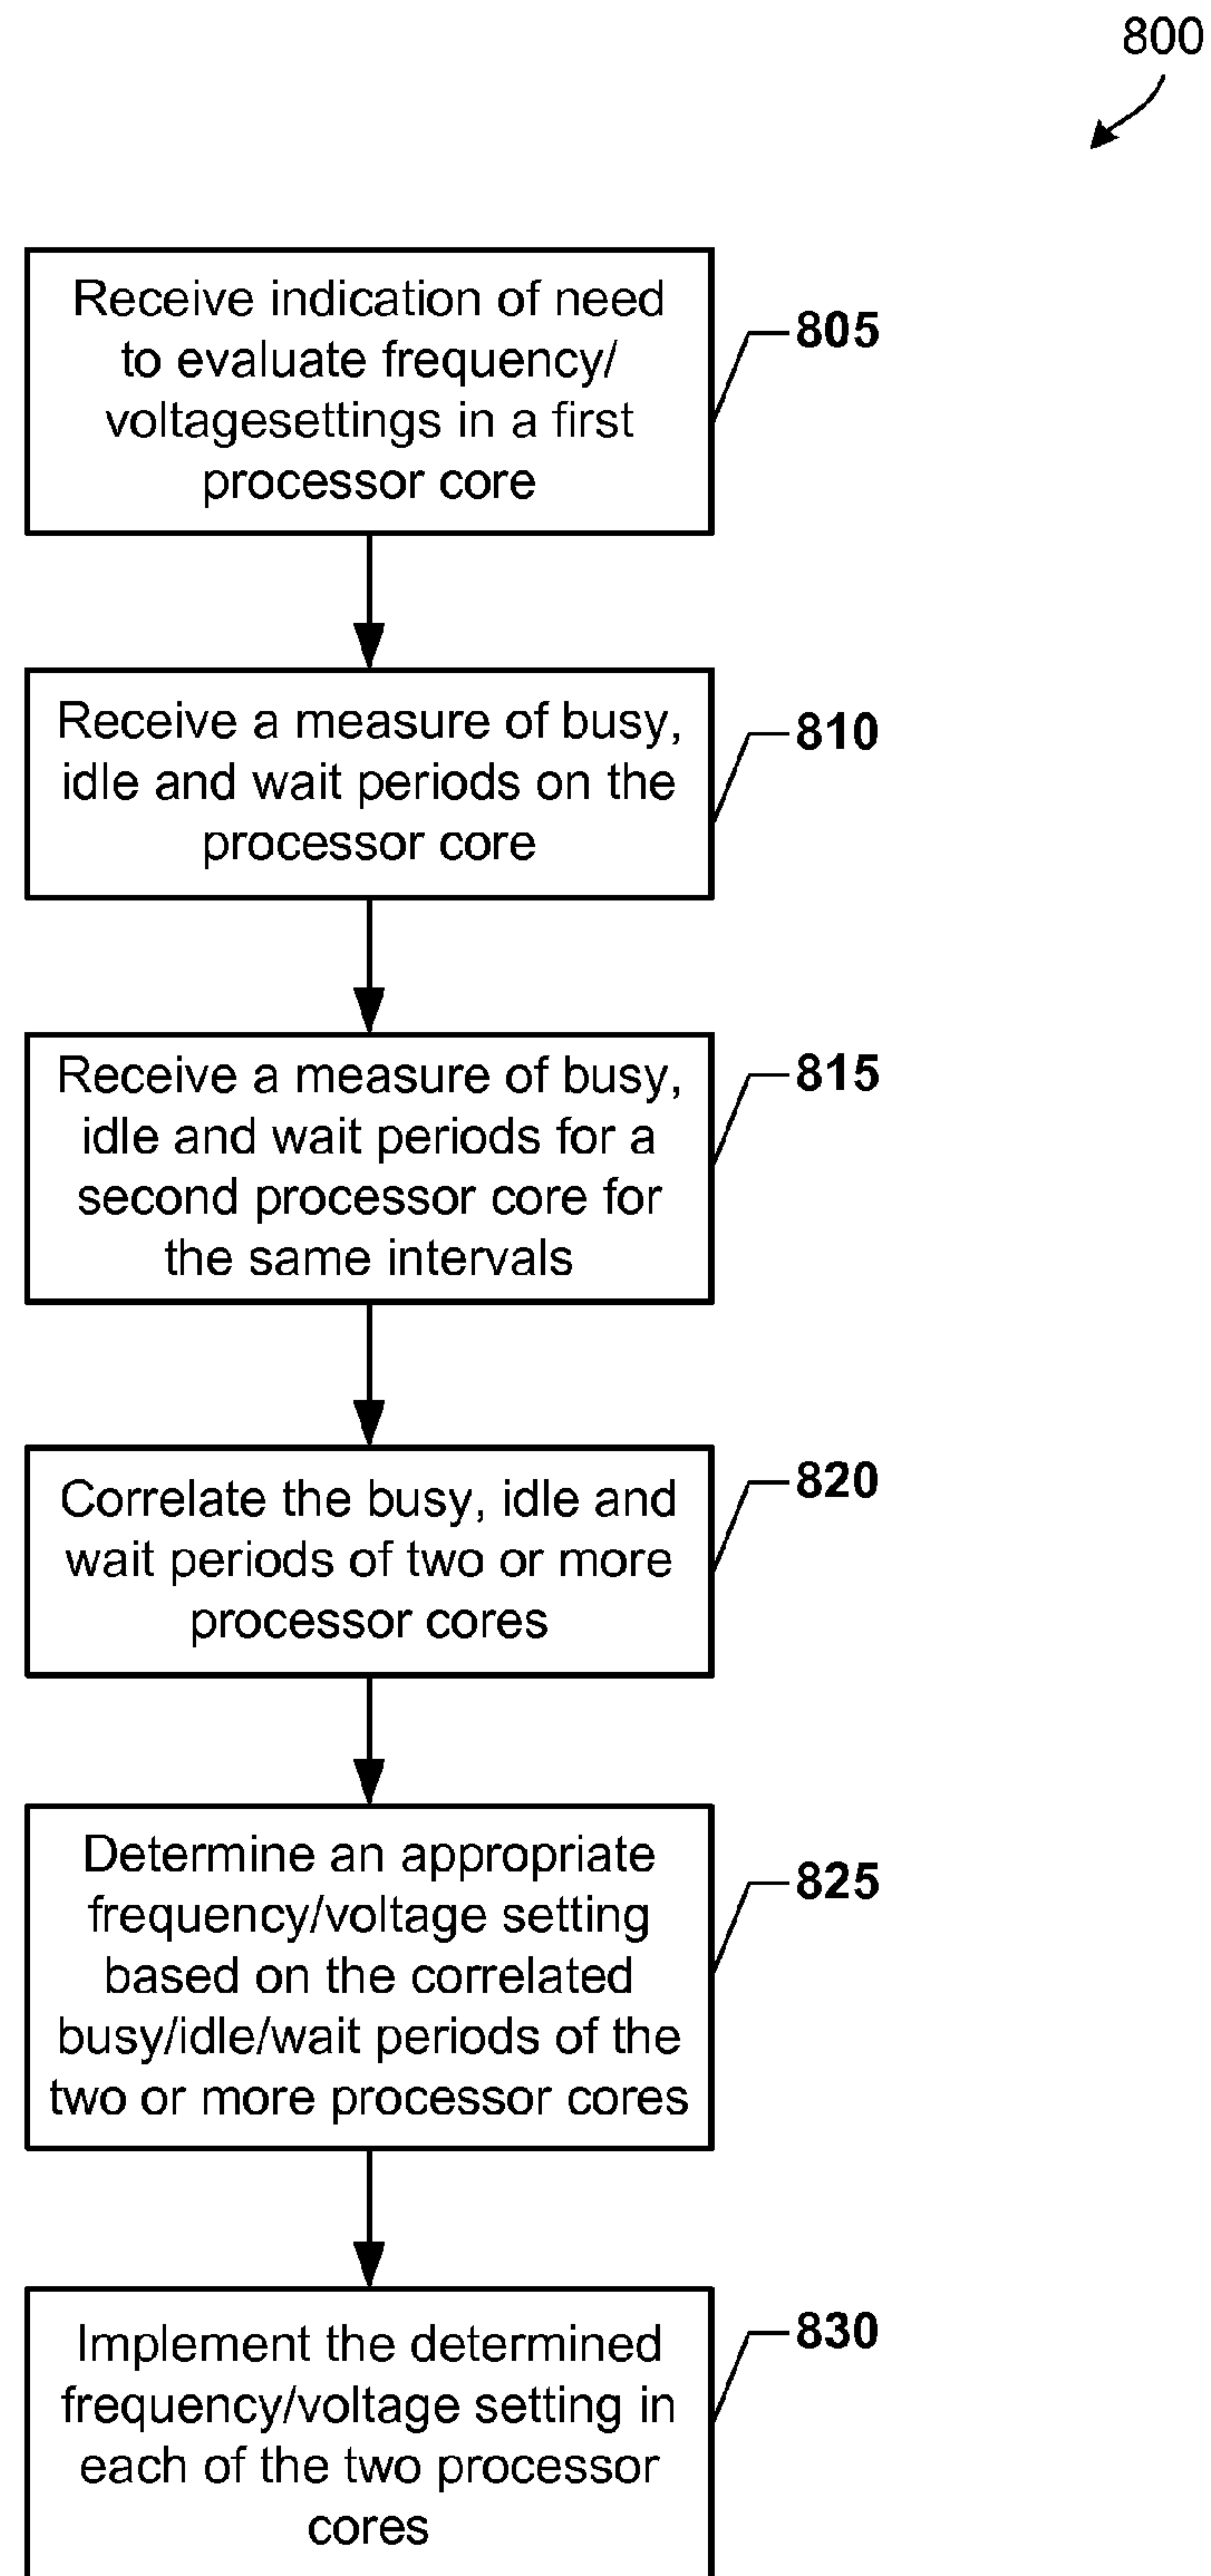 800
Receive indication of need
to evaluate frequency/
voltagesettings in a first
processor core
805
Receive a measure of busy,
idle and wait periods on the
processor core
810
Receive a measure of busy,
idle and wait periods for a
second processor core for
the same intervals
815
Correlate the busy, idle and
wait periods of two or more
processor cores
820
Determine an appropriate
frequency/voltage setting
based on the correlated
busy/idle/wait periods of the
two or more processor cores
825
Implement the determined
frequency/voltage setting in
each of the two processor
cores
830